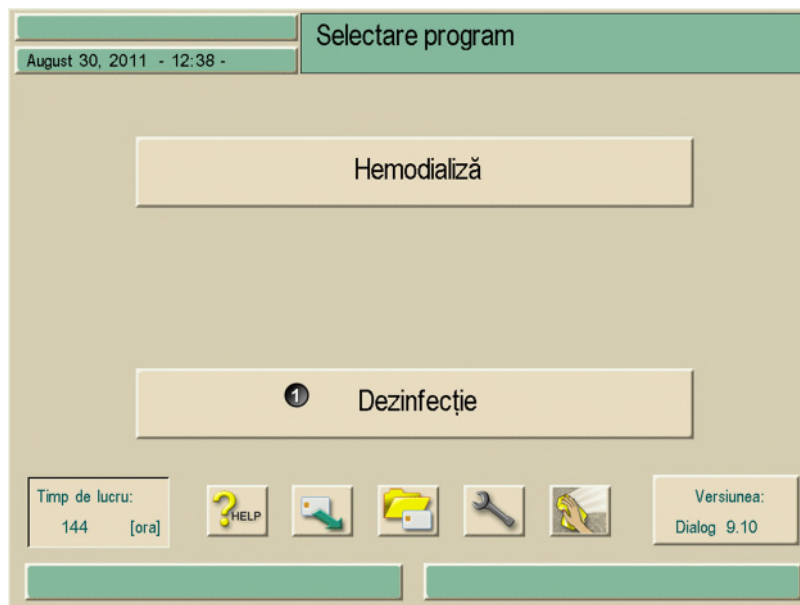 Selectare program
August 30, 2011 - 12:38 -
Hemodializă
1 Dezinfecție
Timp de lucru:
144 [ora]
HELP
Versiunea:
Dialog 9.10